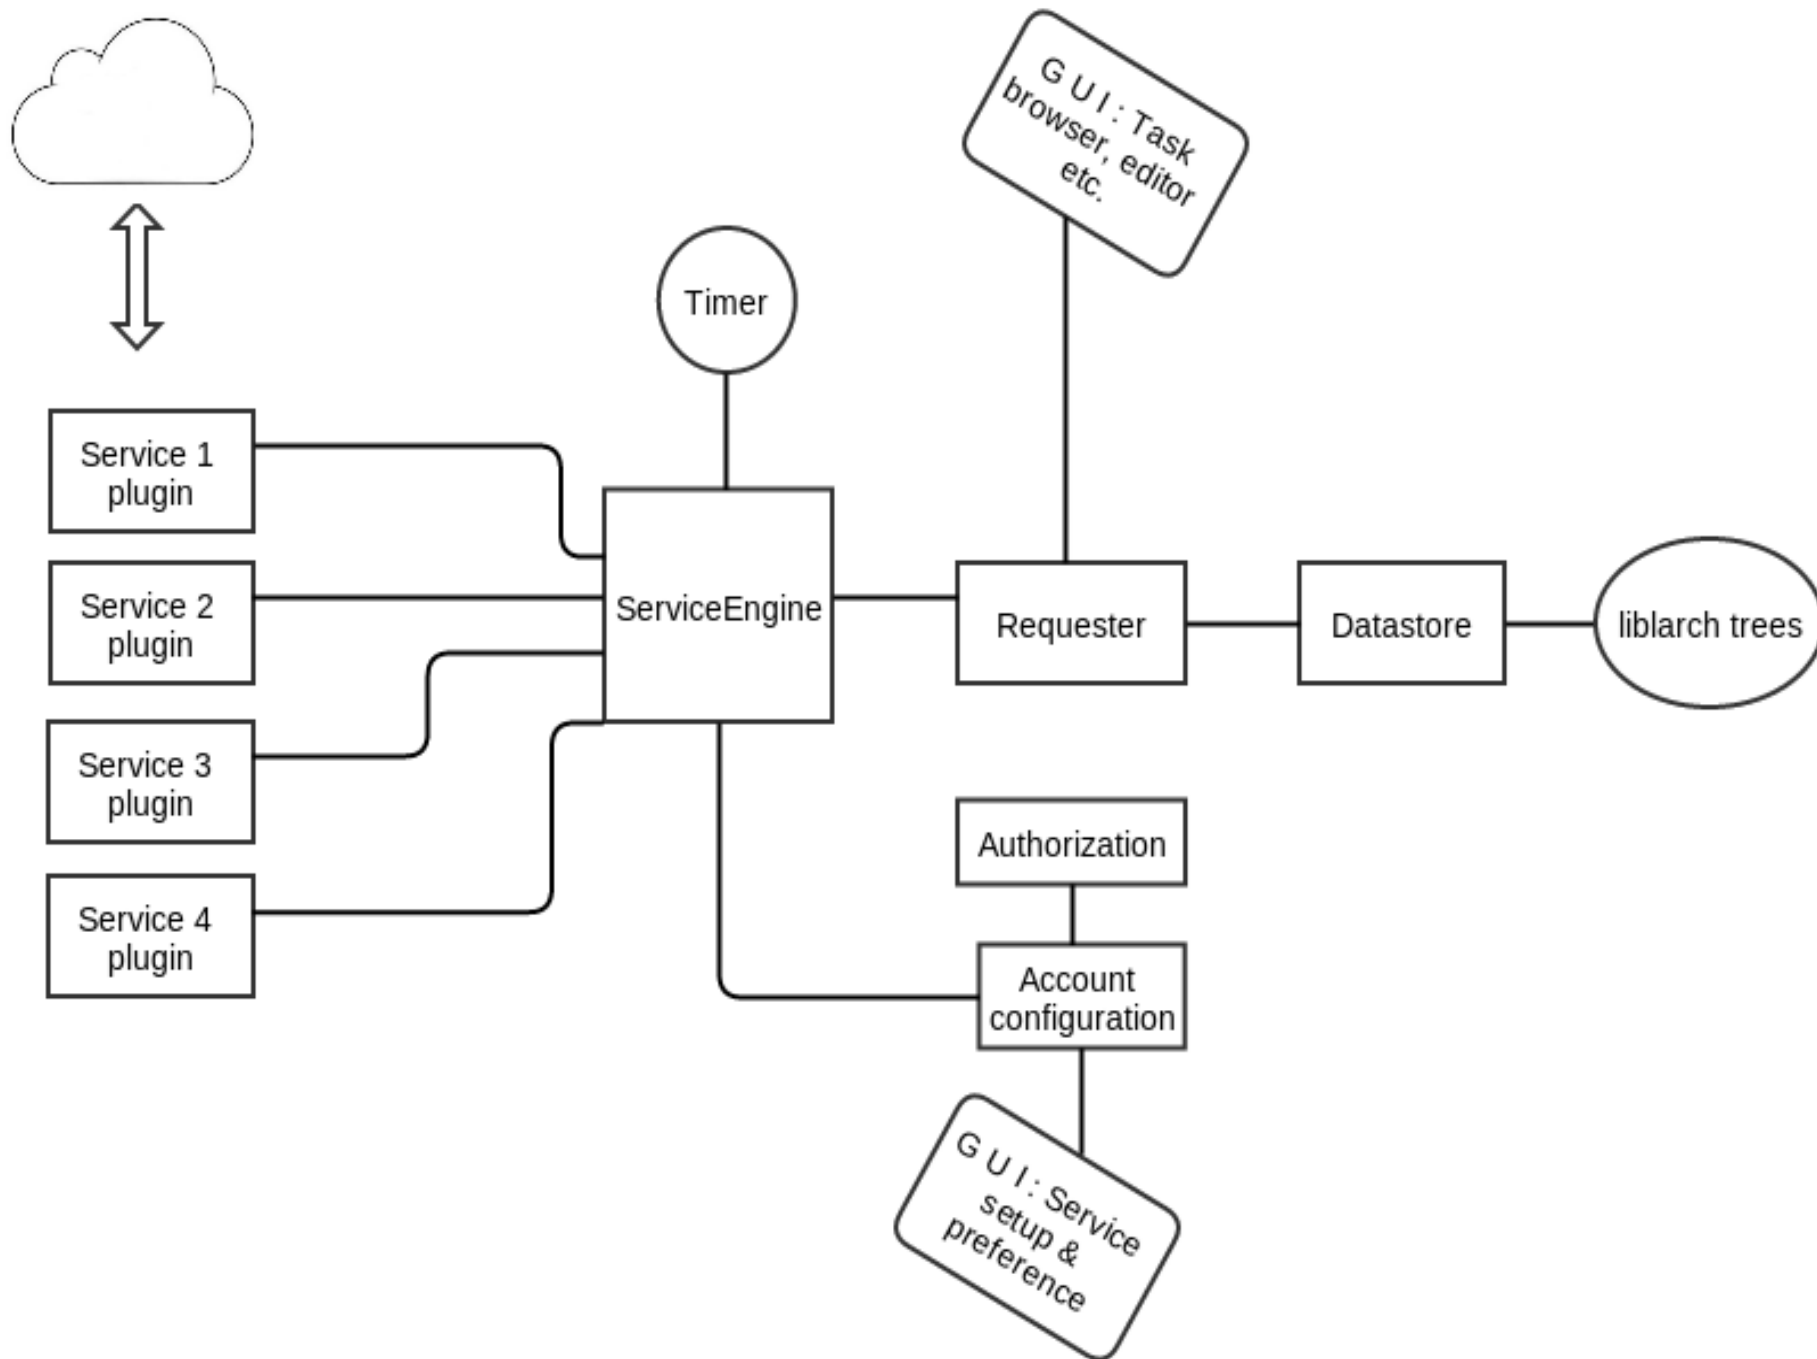 G U I : Task
browser, editor
etc.
Timer
Service 1
plugin
Service 2
plugin
ServiceEngine
Requester
Datastore
liblarch trees
Service 3
plugin
Authorization
Service 4
plugin
Account
configuration
G U I : Service
setup &
preference